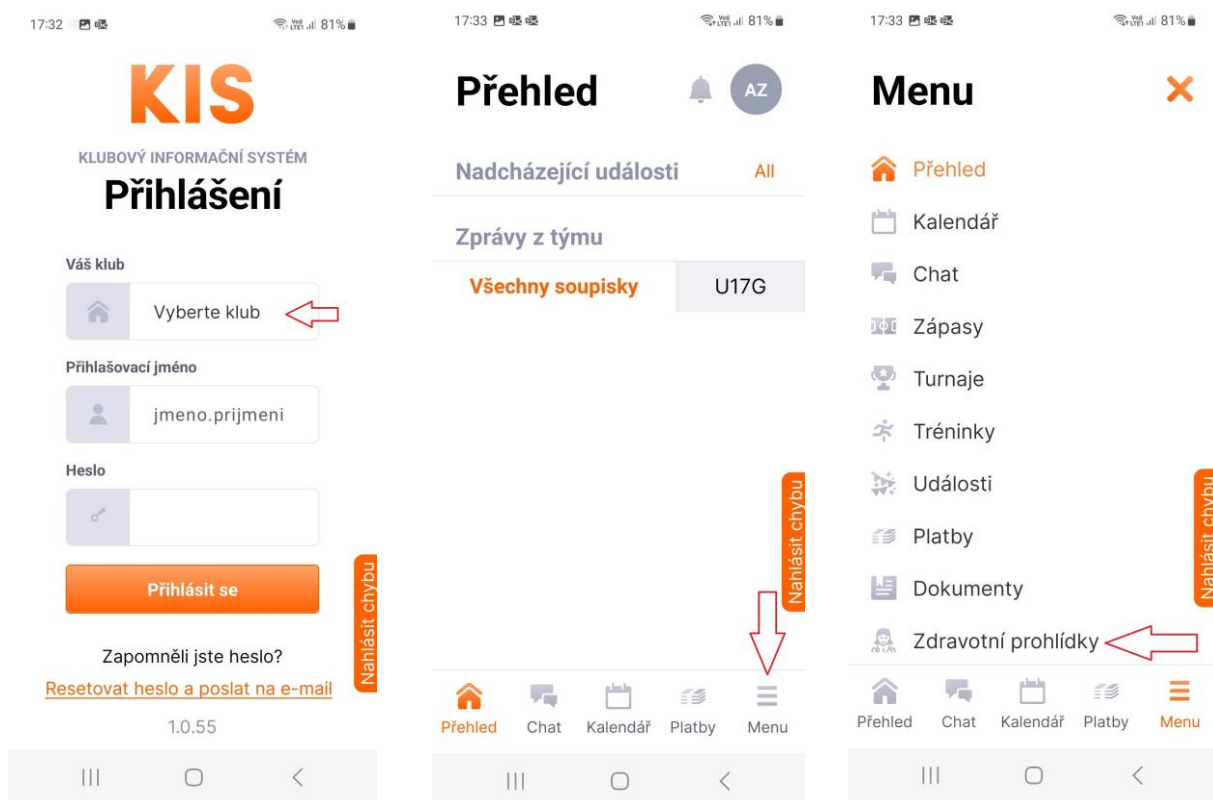 17:32
81%
KIS
KLUBOVÝ INFORMAČNÍ SYSTÉM
Přihlášení
Váš klub
Vyberte klub
Přihlašovací jméno
jmeno.prijmeni
Heslo
Přihlásit se
Nahlásit chybu
Zapomněli jste heslo?
Resetovat heslo a poslat na e-mail
1.0.55
17:33
81%
Přehled
AZ
Nadcházející události
All
Zprávy z týmu
Všechny soupisky
U17G
Nahlásit chybu
Přehled
Chat
Kalendář
Platby
Menu
17:33
81%
Menu
Přehled
Kalendář
Chat
Zápasy
Turnaje
Tréninky
Události
Platby
Dokumenty
Zdravotní prohlídky
Nahlásit chybu
Přehled
Chat
Kalendář
Platby
Menu